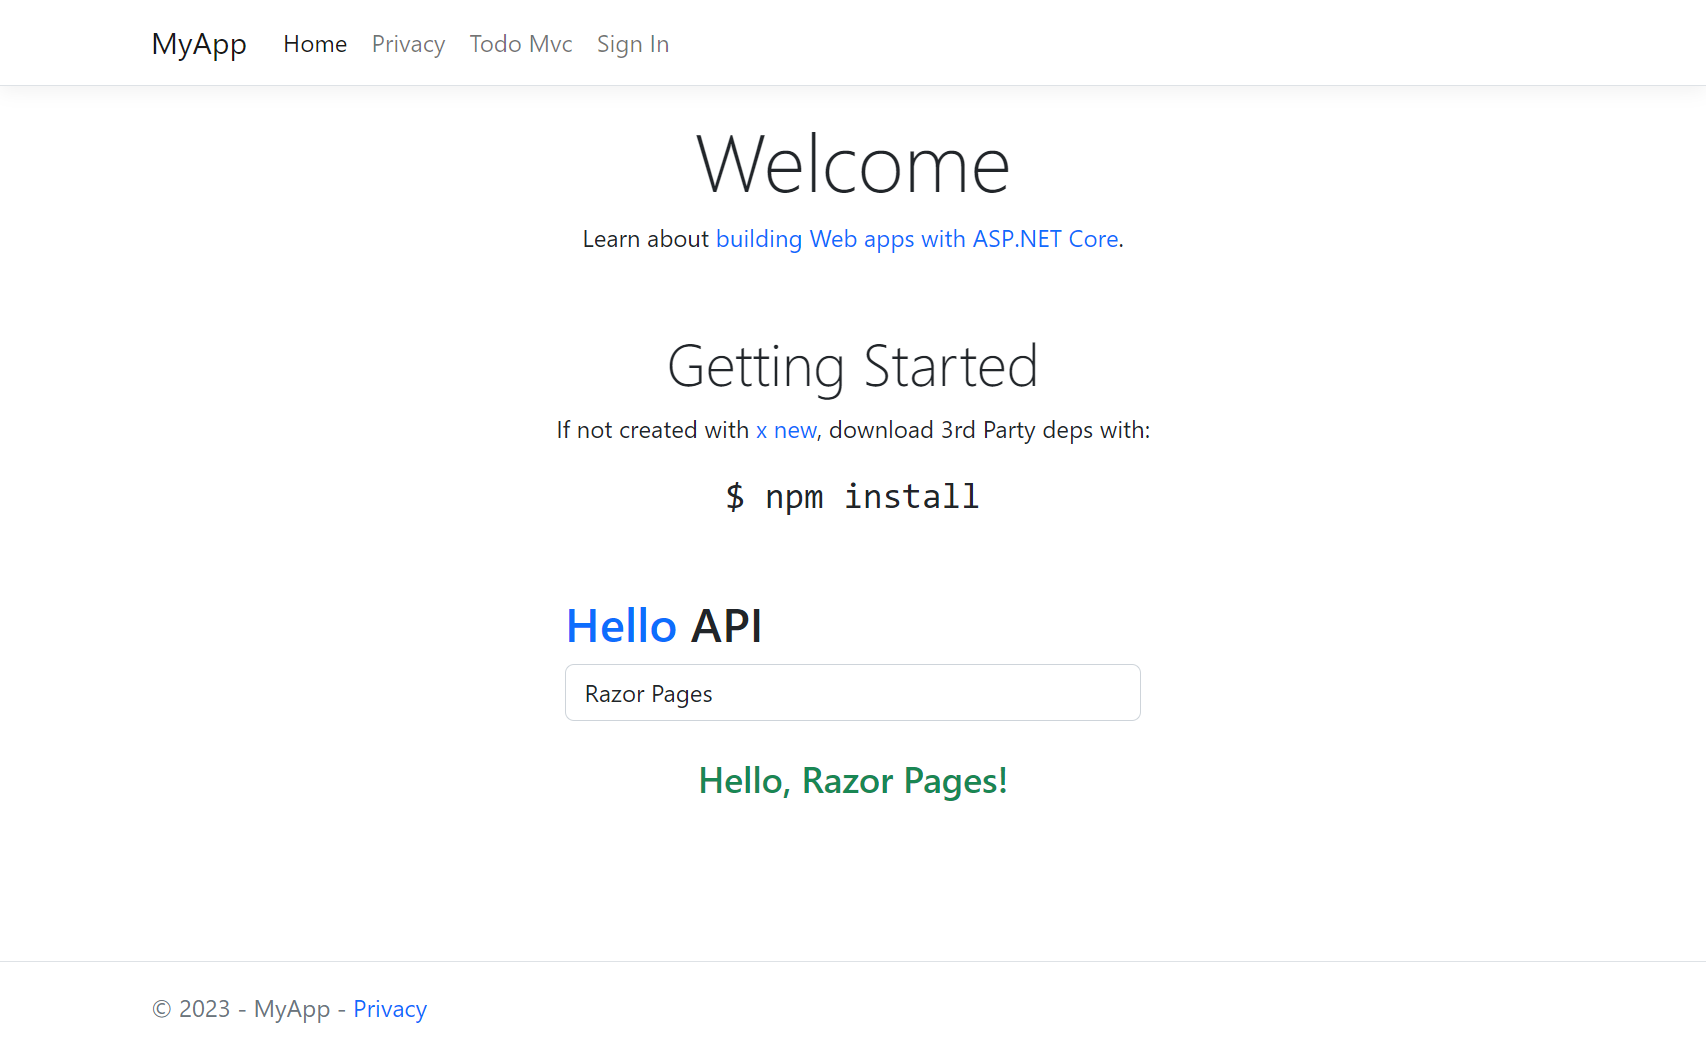 MyApp Home Privacy Todo Mvc Sign In
Welcome
Learn about building Web apps with ASP.NET Core.
Getting Started
If not created with x new, download 3rd Party deps with:
$ npm install
Hello API
Razor Pages
Hello, Razor Pages!
© 2023 - MyApp - Privacy